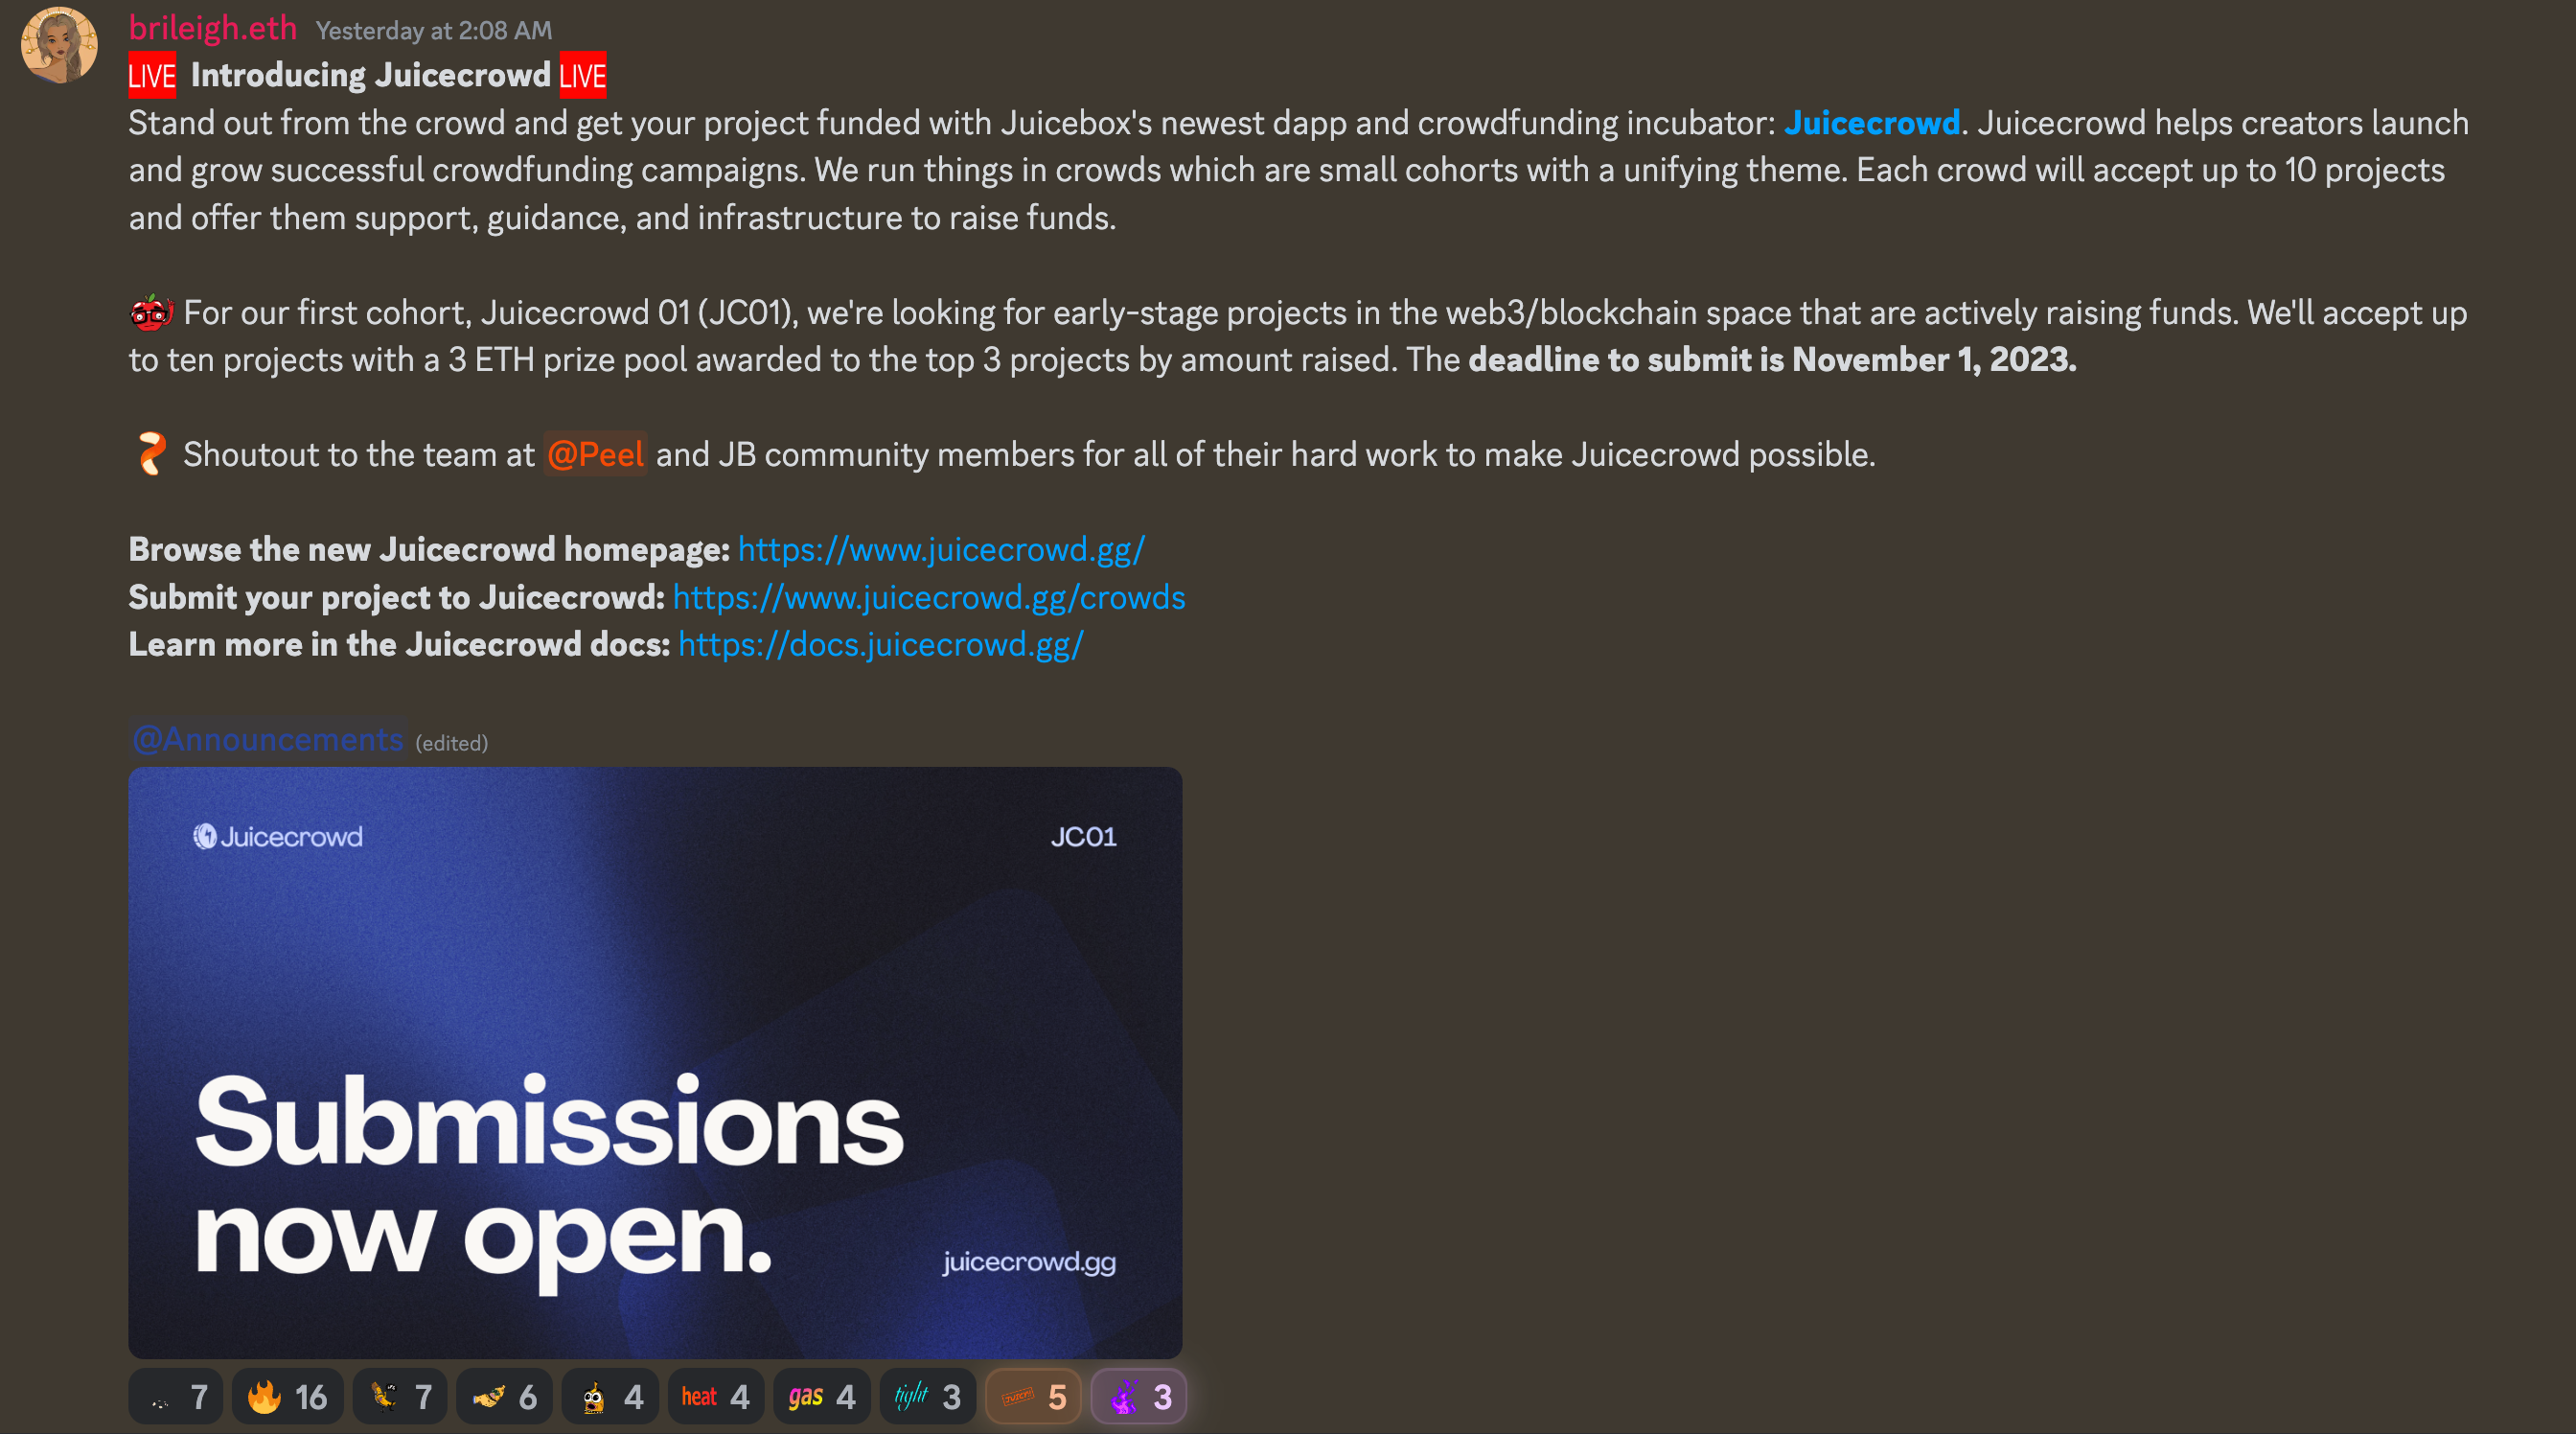 brileigh.eth Yesterday at 2:08 AM
LIVE Introducing Juicecrowd LIVE
Stand out from the crowd and get your project funded with Juicebox's newest dapp and crowdfunding incubator: Juicecrowd. Juicecrowd helps creators launch
and grow successful crowdfunding campaigns. We run things in crowds which are small cohorts with a unifying theme. Each crowd will accept up to 10 projects
and offer them support, guidance, and infrastructure to raise funds.
For our first cohort, Juicecrowd 01 (JC01), we're looking for early-stage projects in the web3/blockchain space that are actively raising funds. We'll accept up
to ten projects with a 3 ETH prize pool awarded to the top 3 projects by amount raised. The deadline to submit is November 1, 2023.
Shoutout to the team at @Peel and JB community members for all of their hard work to make Juicecrowd possible.
Browse the new Juicecrowd homepage: https://www.juicecrowd.gg/
Submit your project to Juicecrowd: https://www.juicecrowd.gg/crowds
Learn more in the Juicecrowd docs: https://docs.juicecrowd.gg/
@Announcements (edited)
Juicecrowd JC01
Submissions
now open.
juicecrowd.gg
7 16 7 6 4 heat 4 gas 4 tight 3 5 3